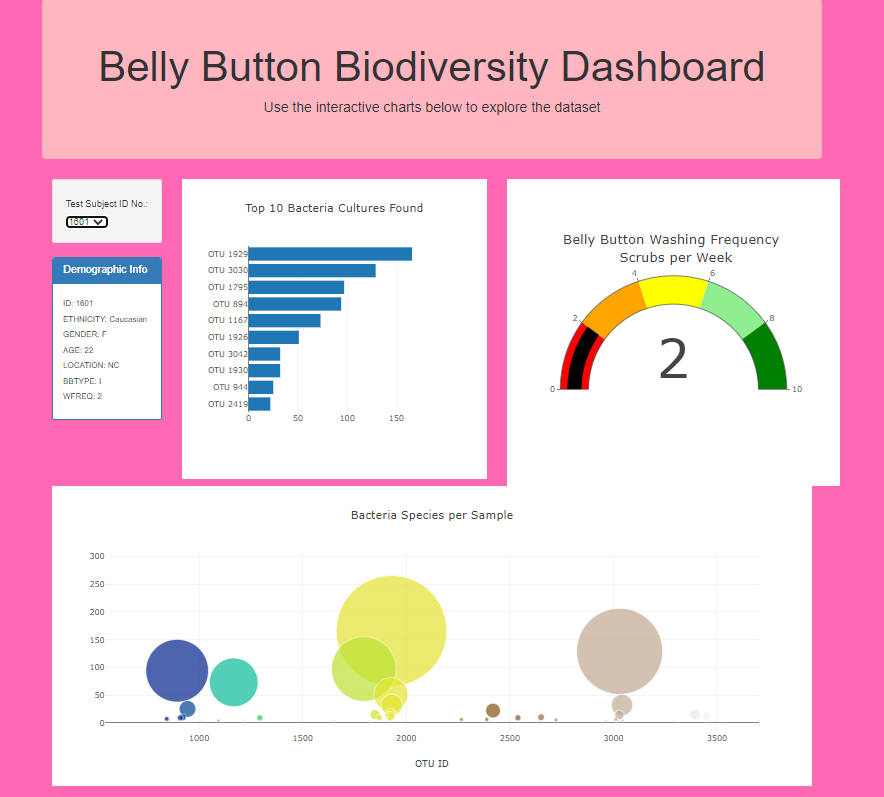 Belly Button Biodiversity Dashboard
Use the interactive charts below to explore the dataset
Test Subject ID No.:
1601
Demographic Info
ID: 1601
ETHNICITY: Caucasian
GENDER: F
AGE: 22
LOCATION: NC
BBTYPE: I
WFREQ: 2
Top 10 Bacteria Cultures Found
OTU 1929
OTU 3030
OTU 1795
OTU 894
OTU 1167
OTU 1926
OTU 3042
OTU 1930
OTU 944
OTU 2419
0 50 100 150
Belly Button Washing Frequency
Scrubs per Week
4 6
2 8
2
0 10
Bacteria Species per Sample
300
250
200
150
100
50
0
1000 1500 2000 2500 3000 3500
OTU ID